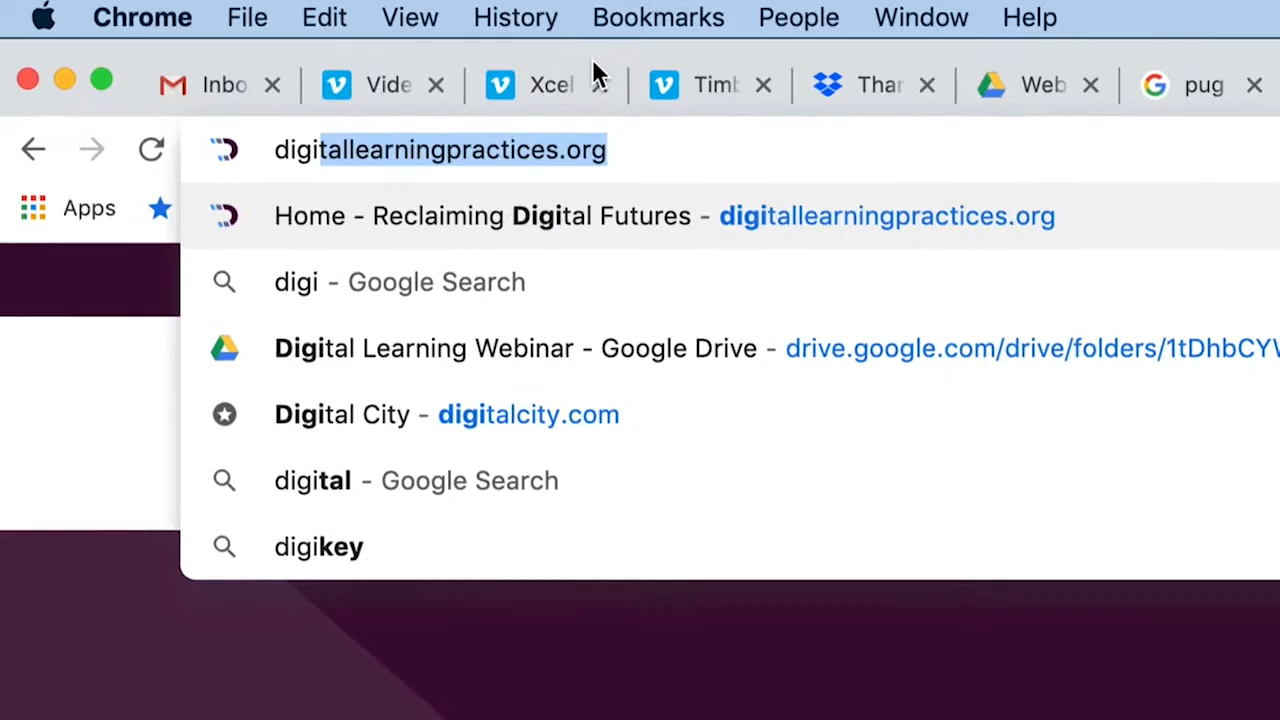 Chrome File Edit View History Bookmarks People Window Help
Inbo Vide Xcel Timb Thar Web pug
digitallearningpractices.org
Apps
Home - Reclaiming Digital Futures - digitallearningpractices.org
digi - Google Search
Digital Learning Webinar - Google Drive - drive.google.com/drive/folders/1tDhbCYW
Digital City - digitalcity.com
digital - Google Search
digikey